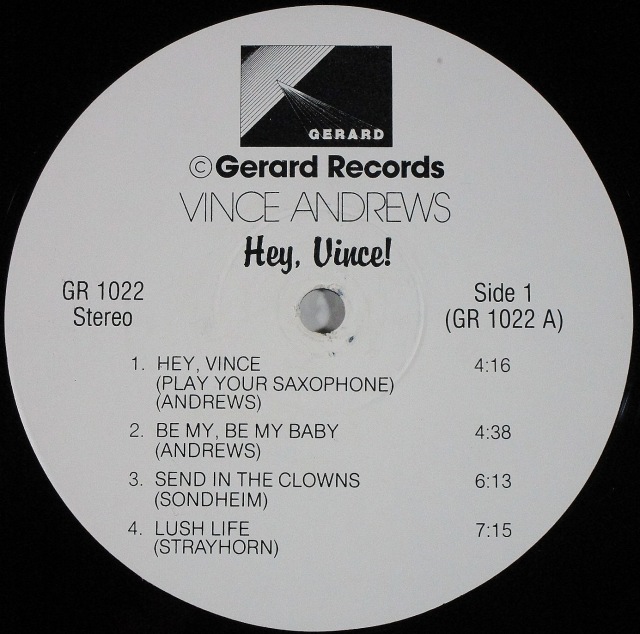 GERARD
©Gerard Records
VINCE ANDREWS
Hey, Vince!
GR 1022
Stereo
Side 1
(GR 1022 A)
1. HEY, VINCE 4:16
(PLAY YOUR SAXOPHONE)
(ANDREWS)
2. BE MY, BE MY BABY 4:38
(ANDREWS)
3. SEND IN THE CLOWNS 6:13
(SONDHEIM)
4. LUSH LIFE 7:15
(STRAYHORN)